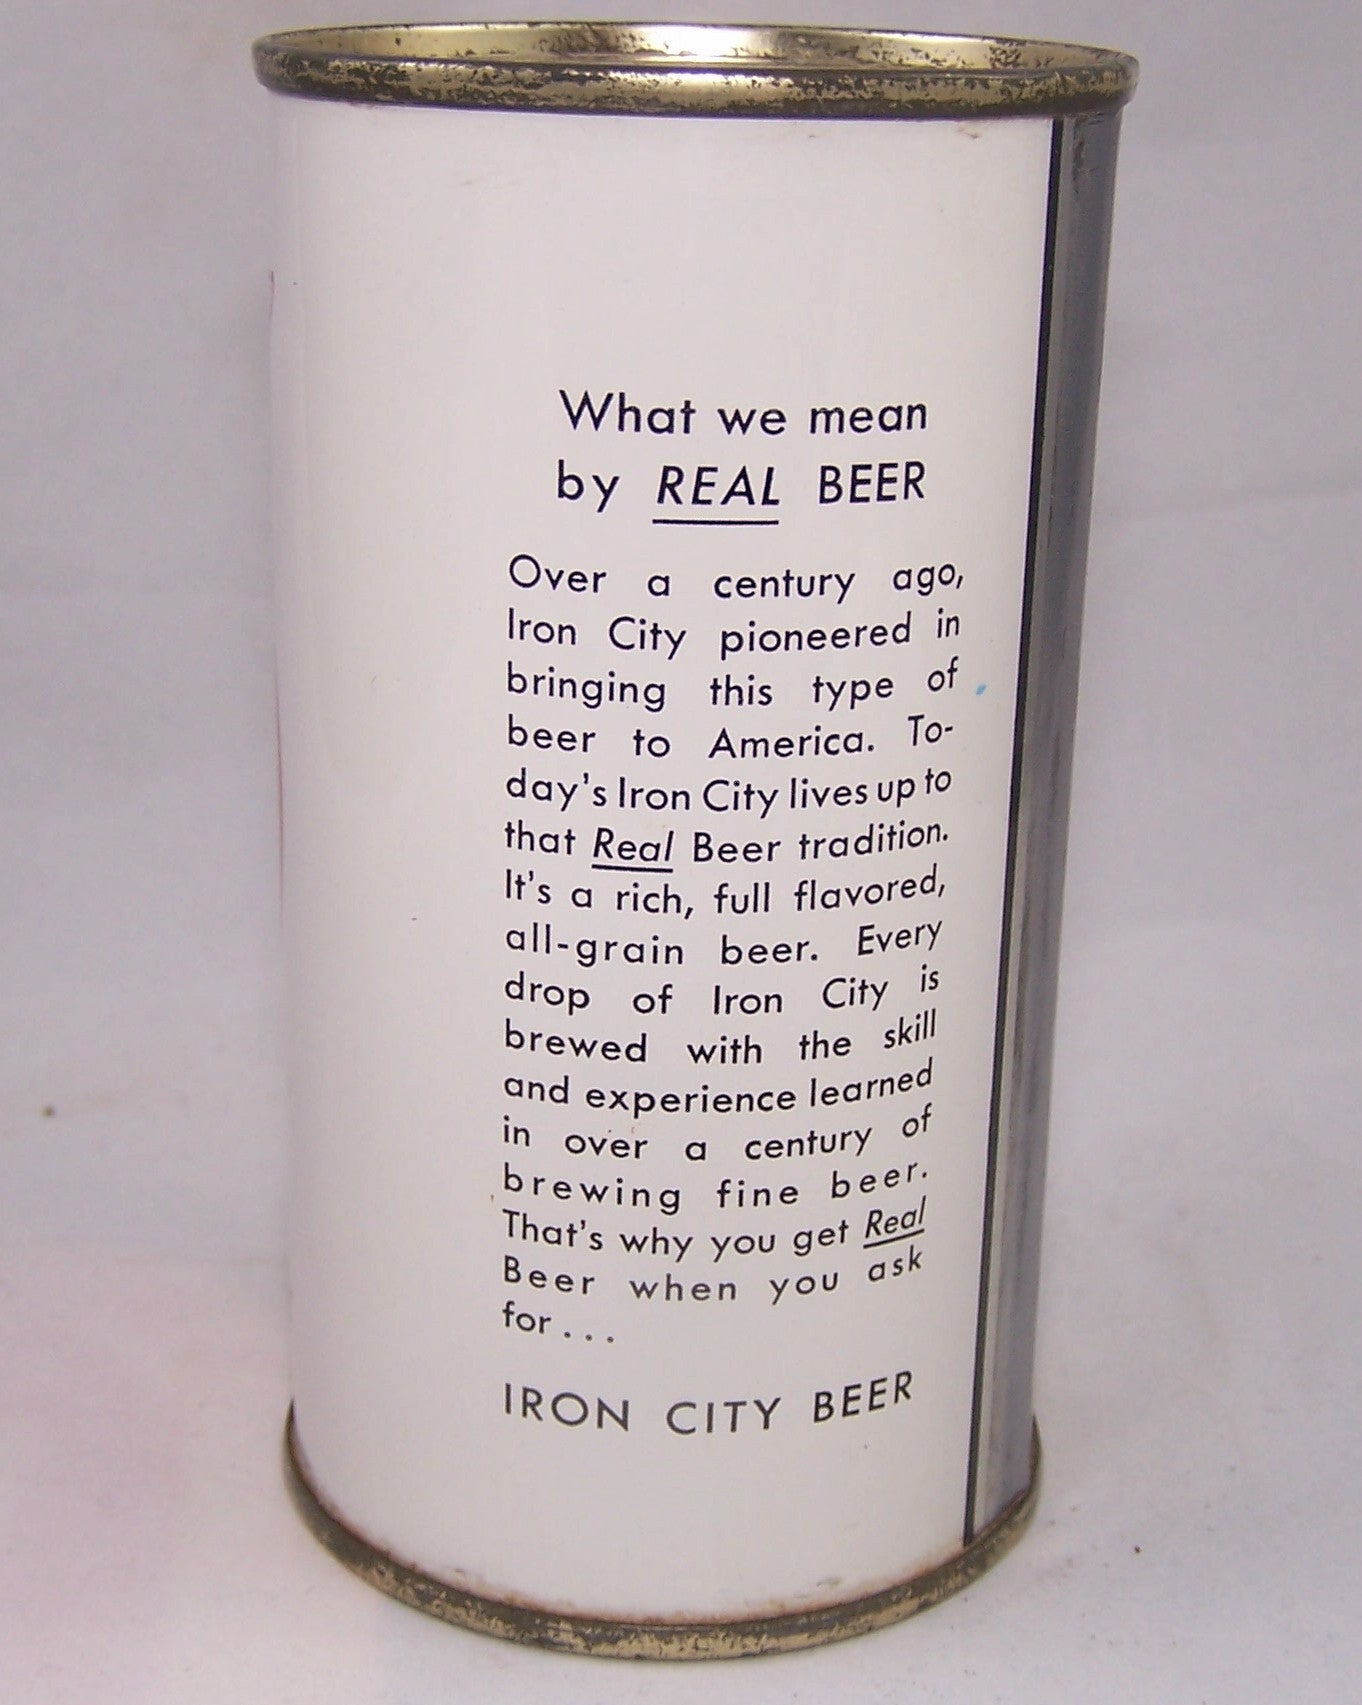 What we mean
by REAL BEER
Over a century ago,
Iron City pioneered in
bringing this type of
beer to America. To-
day's Iron City lives up to
that Real Beer tradition.
It's a rich, full flavored,
all-grain beer. Every
drop of Iron City is
brewed with the skill
and experience learned
in over a century of
brewing fine beer.
That's why you get Real
Beer when you ask
for...
IRON CITY BEER